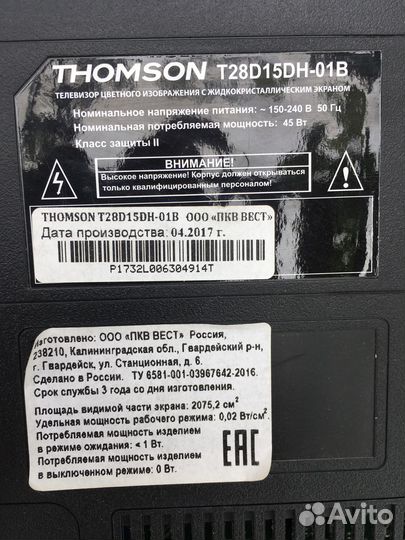 THOMSON T28D15DH-01B
ТЕЛЕВИЗОР ЦВЕТНОГО ИЗОБРАЖЕНИЯ С ЖИДКОКРИСТАЛЛИЧЕСКИМ ЭКРАНОМ
Номинальное напряжение питания: ~ 150-240 В 50 Гц
Номинальная потребляемая мощность: 45 Вт
Класс защиты II
ВНИМАНИЕ!
Высокое напряжение! Корпус должен открываться
только квалифицированным персоналом!
THOMSON T28D15DH-01B ООО «ПКВ ВЕСТ»
Дата производства: 04.2017 г.
P1732L006304914T
Изготовлено: ООО «ПКВ ВЕСТ» Россия,
238210, Калининградская обл., Гвардейский р-н,
г. Гвардейск, ул. Станционная, д. 6.
Сделано в России. ТУ 6581-001-03967642-2016.
Срок службы 3 года со дня изготовления.
Площадь видимой части экрана: 2075,2 см²
Удельная мощность рабочего режима: 0,02 Вт/см².
Потребляемая мощность изделием
в режиме ожидания: < 1 Вт.
Потребляемая мощность изделием
в выключенном режиме: 0 Вт.
EAC
Avito